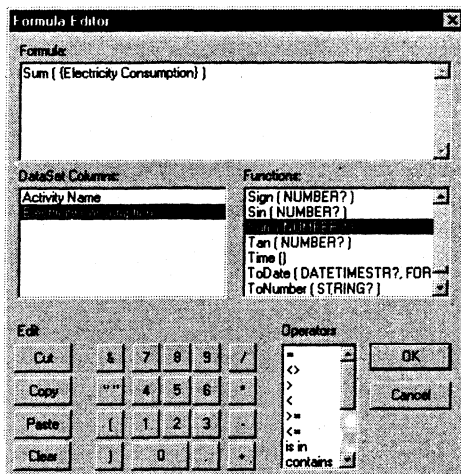 Formula Editor
Formula:
Sum ( {Electricity Consumption} )
DataSet Columns:
Activity Name
Functions:
Sign ( NUMBER? )
Sin ( NUMBER? )
Tan ( NUMBER? )
Time ()
ToDate ( DATETIMESTR?, FOR
ToNumber ( STRING? )
Edit
Cut & 7 8 9 /
Copy "" 4 5 6 *
Paste ( 1 2 3 -
Clear ) 0 . +
Operators
=
<>
>
<
>=
<=
is in
contains
OK
Cancel